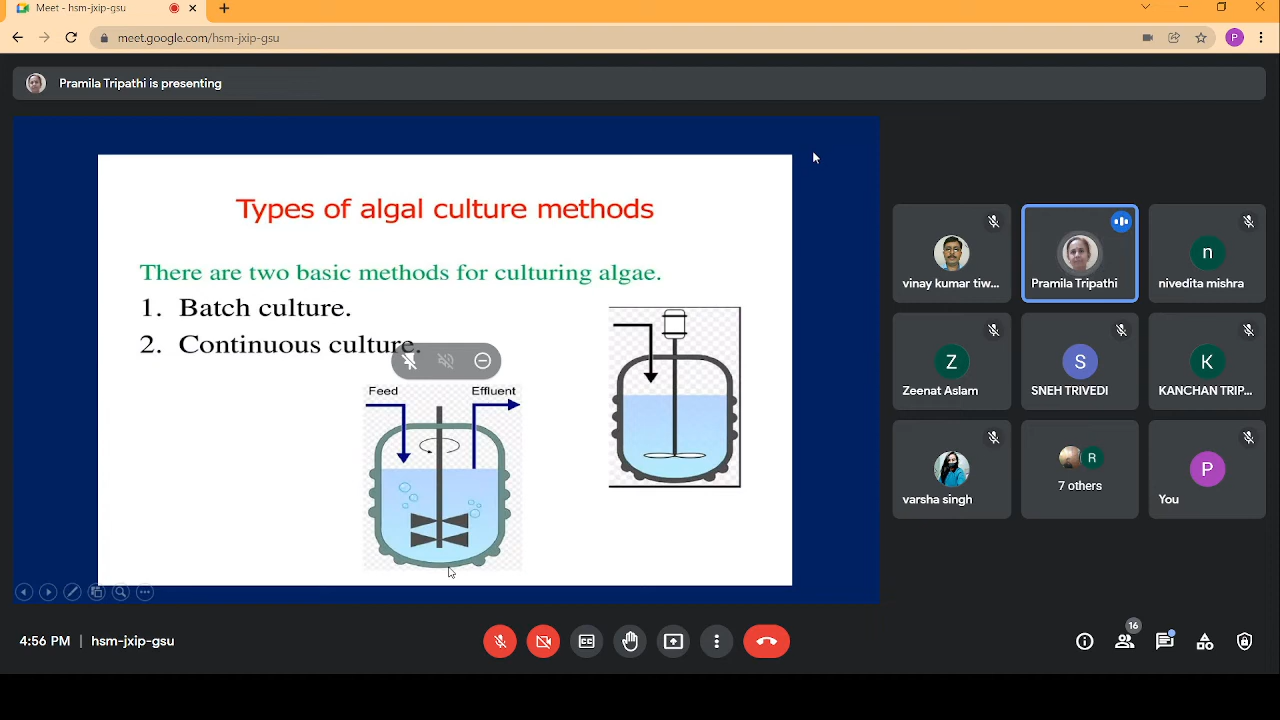 Meet - hsm-jxip-gsu
meet.google.com/hsm-jxip-gsu
P
Pramila Tripathi is presenting
Types of algal culture methods
There are two basic methods for culturing algae.
1. Batch culture.
2. Continuous culture.
Feed
Effluent
vinay kumar tiw...
Pramila Tripathi
n
nivedita mishra
Z
Zeenat Aslam
S
SNEH TRIVEDI
K
KANCHAN TRIP...
varsha singh
R
7 others
P
You
4:56 PM | hsm-jxip-gsu
16